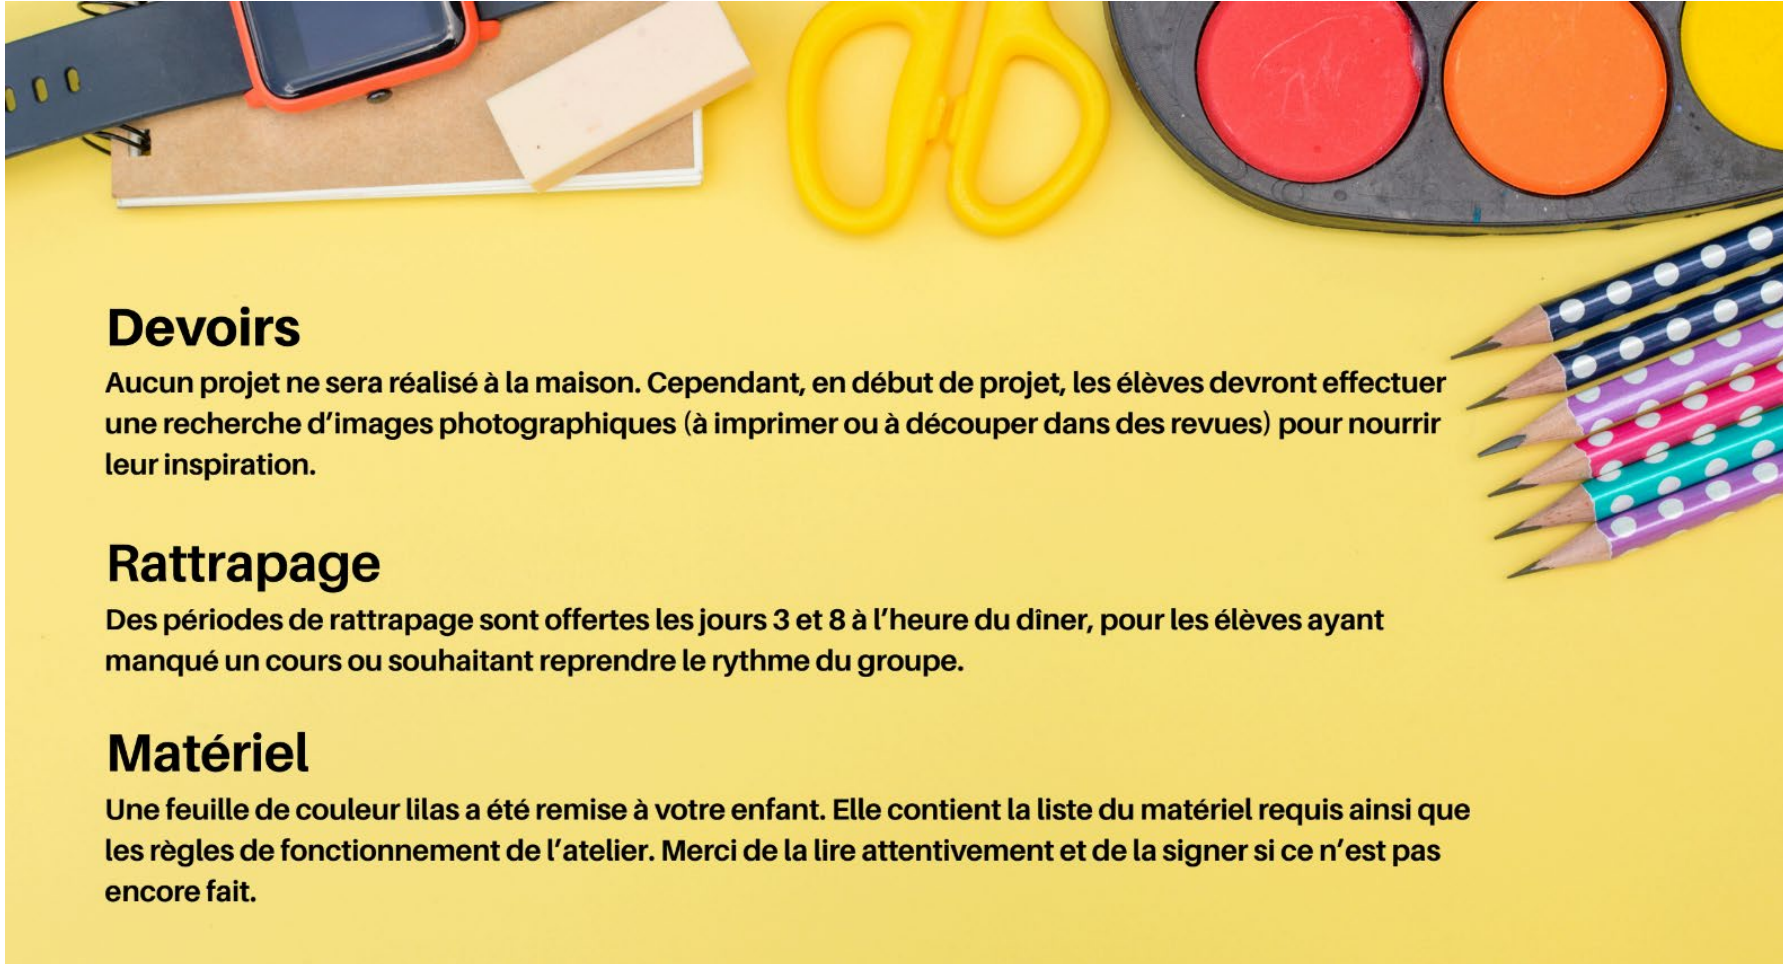 Devoirs
Aucun projet ne sera réalisé à la maison. Cependant, en début de projet, les élèves devront effectuer
une recherche d’images photographiques (à imprimer ou à découper dans des revues) pour nourrir
leur inspiration.
Rattrapage
Des périodes de rattrapage sont offertes les jours 3 et 8 à l’heure du dîner, pour les élèves ayant
manqué un cours ou souhaitant reprendre le rythme du groupe.
Matériel
Une feuille de couleur lilas a été remise à votre enfant. Elle contient la liste du matériel requis ainsi que
les règles de fonctionnement de l’atelier. Merci de la lire attentivement et de la signer si ce n’est pas
encore fait.